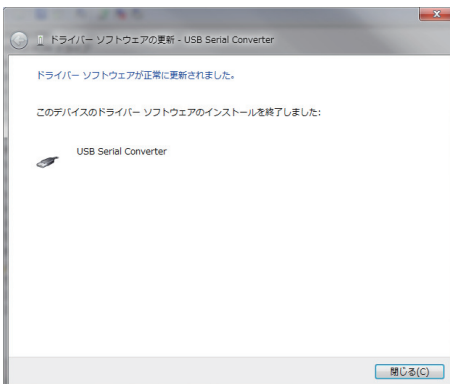 ドライバー ソフトウェアの更新 - USB Serial Converter
ドライバー ソフトウェアが正常に更新されました。
このデバイスのドライバー ソフトウェアのインストールを終了しました:
USB Serial Converter
閉じる(C)